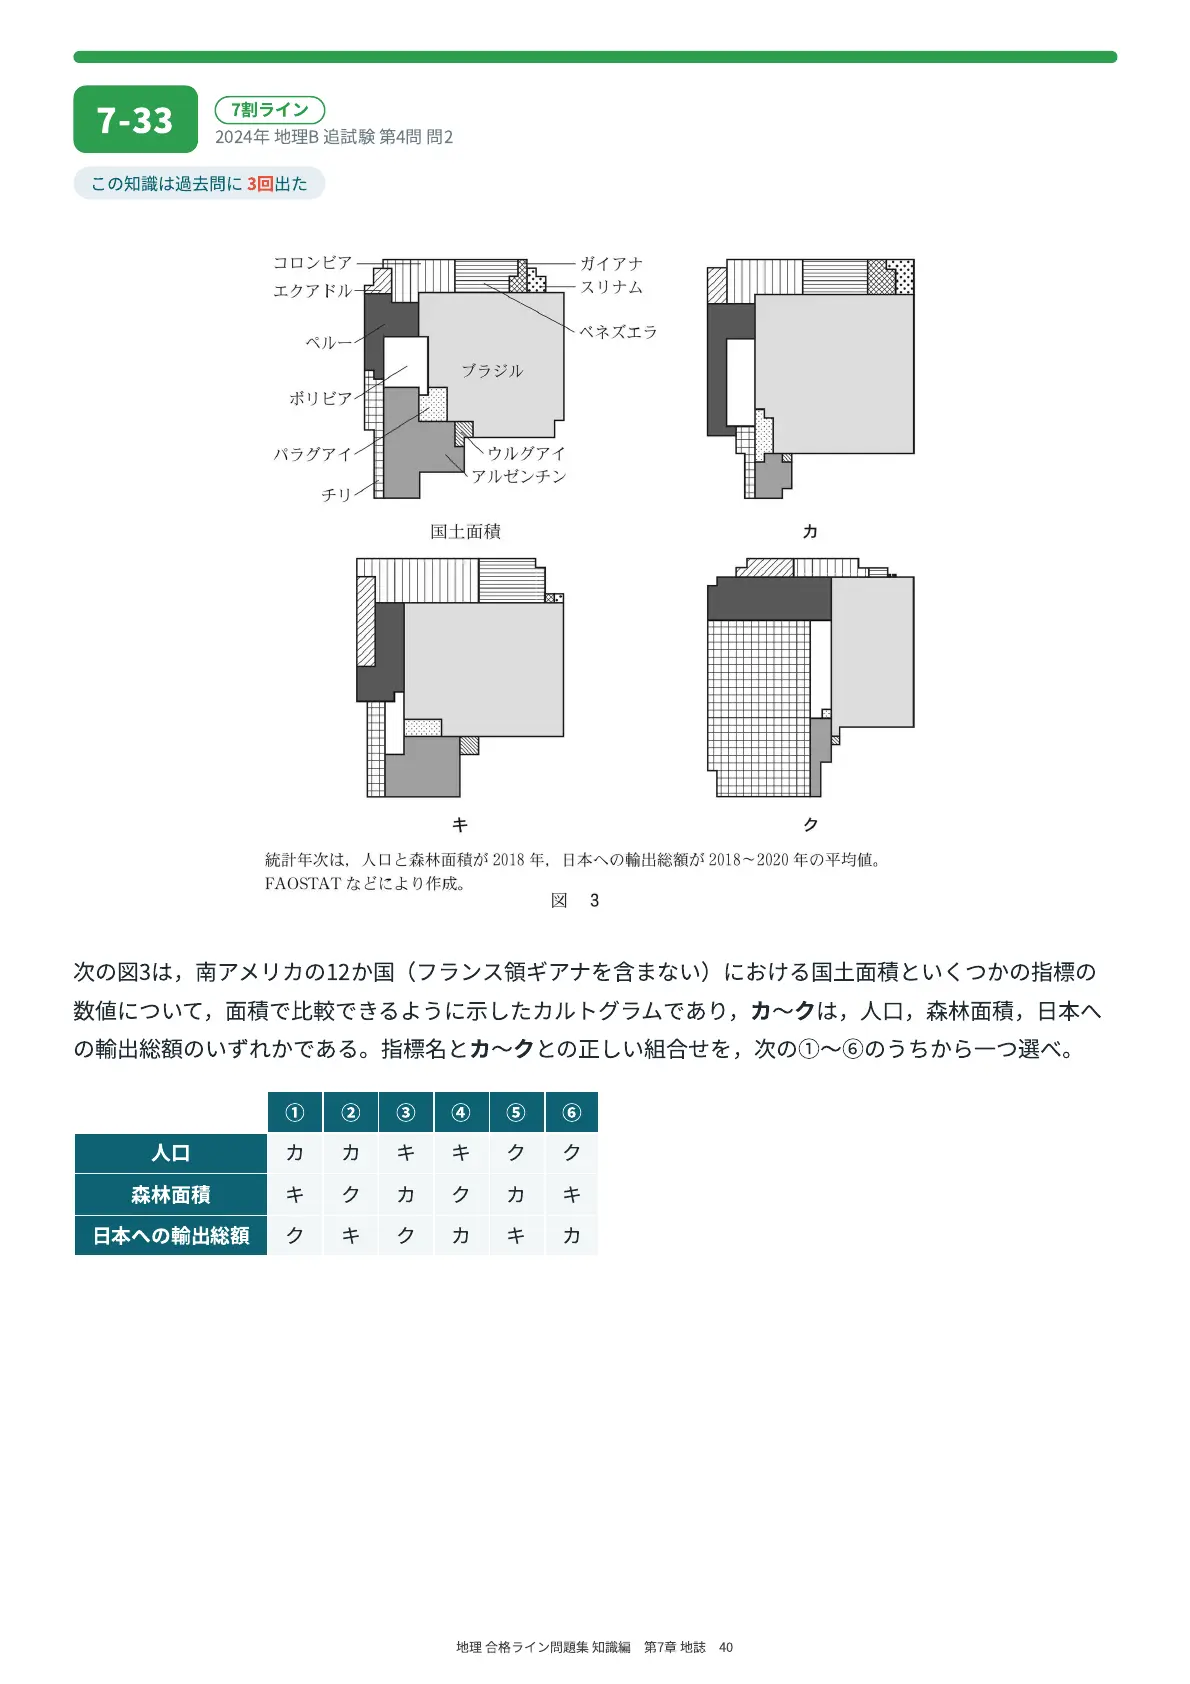 7-33
7割ライン
2024年 地理B 追試験 第4問 問2
この知識は過去問に 3回出た
コロンビア
エクアドル
ペルー
ボリビア
パラグアイ
チリ
ガイアナ
スリナム
ベネズエラ
ブラジル
ウルグアイ
アルゼンチン
国土面積
カ
キ
ク
統計年次は，人口と森林面積が 2018 年，日本への輸出総額が 2018～2020 年の平均値。
FAOSTAT などにより作成。
図 3
次の図3は，南アメリカの12か国（フランス領ギアナを含まない）における国土面積といくつかの指標の
数値について，面積で比較できるように示したカルトグラムであり，カ～クは，人口，森林面積，日本へ
の輸出総額のいずれかである。指標名とカ～クとの正しい組合せを，次の①～⑥のうちから一つ選べ。
① ② ③ ④ ⑤ ⑥
人口 カ カ キ キ ク ク
森林面積 キ ク カ ク カ キ
日本への輸出総額 ク キ ク カ キ カ
地理 合格ライン問題集 知識編 第7章 地誌 40